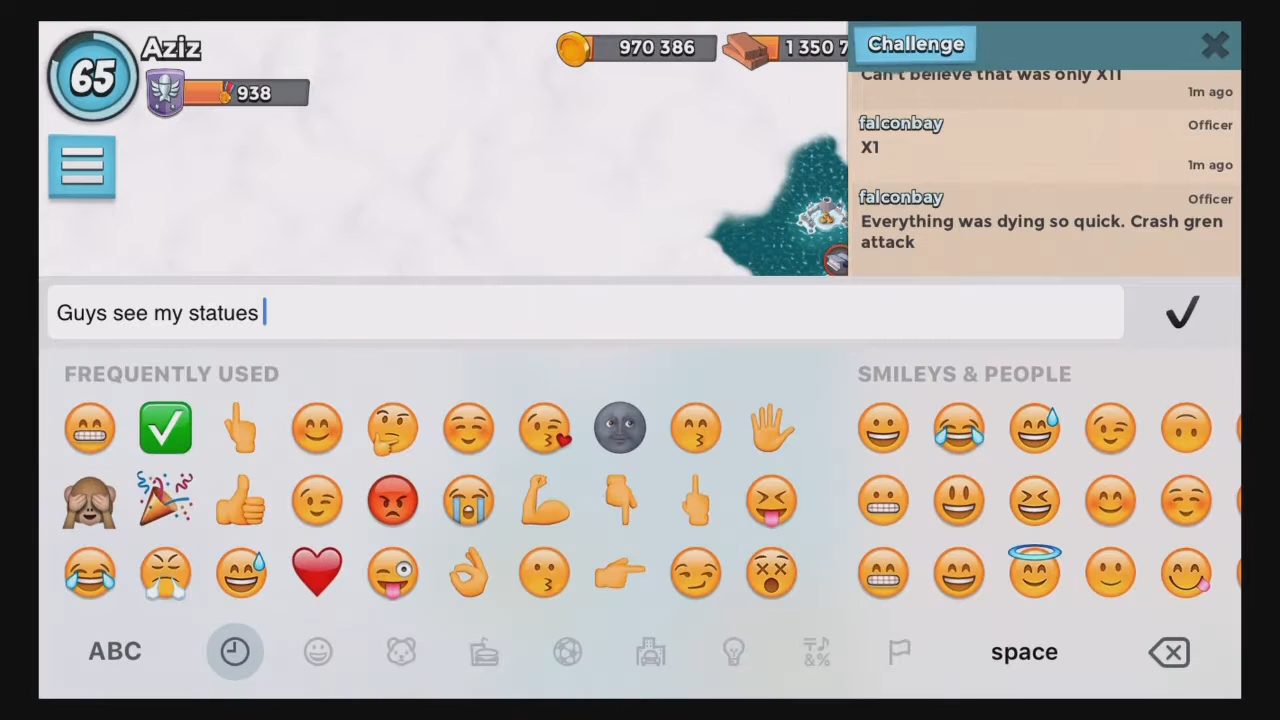 65
Aziz
938
970 386
1 350 7
Challenge
Can't believe that was only X11
1m ago
falconbay
Officer
X1
1m ago
falconbay
Officer
Everything was dying so quick. Crash gren
attack
Guys see my statues
FREQUENTLY USED
SMILEYS & PEOPLE
ABC
space